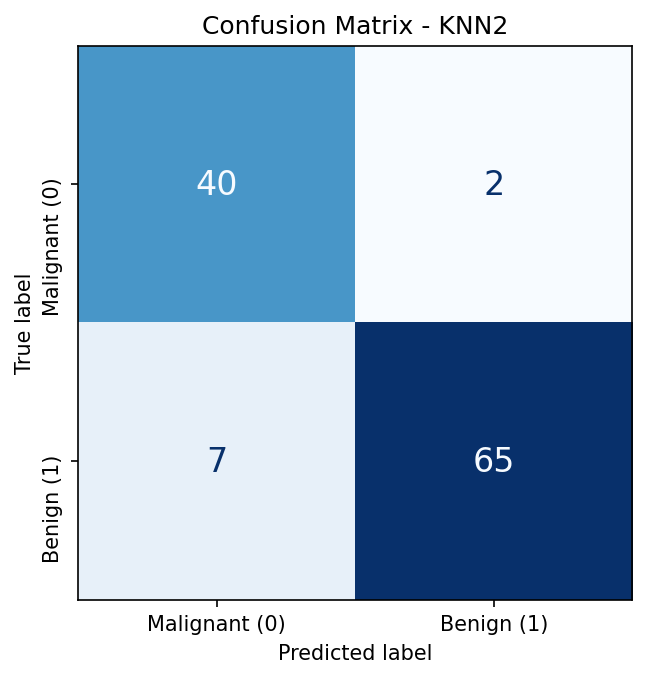 Confusion Matrix - KNN2
True label
Malignant (0)
40
2
Benign (1)
7
65
Malignant (0)
Benign (1)
Predicted label